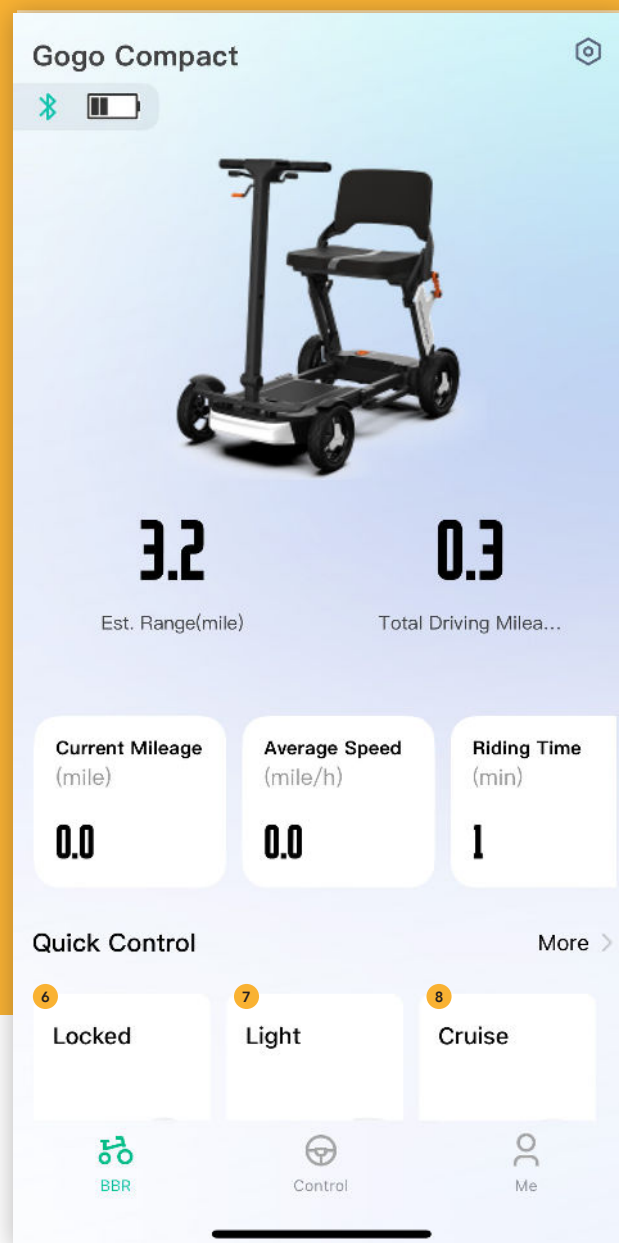 Gogo Compact
3.2 0.3
Est. Range(mile) Total Driving Milea...
Current Mileage Average Speed Riding Time
(mile) (mile/h) (min)
0.0 0.0 1
Quick Control More
6 7 8
Locked Light Cruise
BBR Control Me